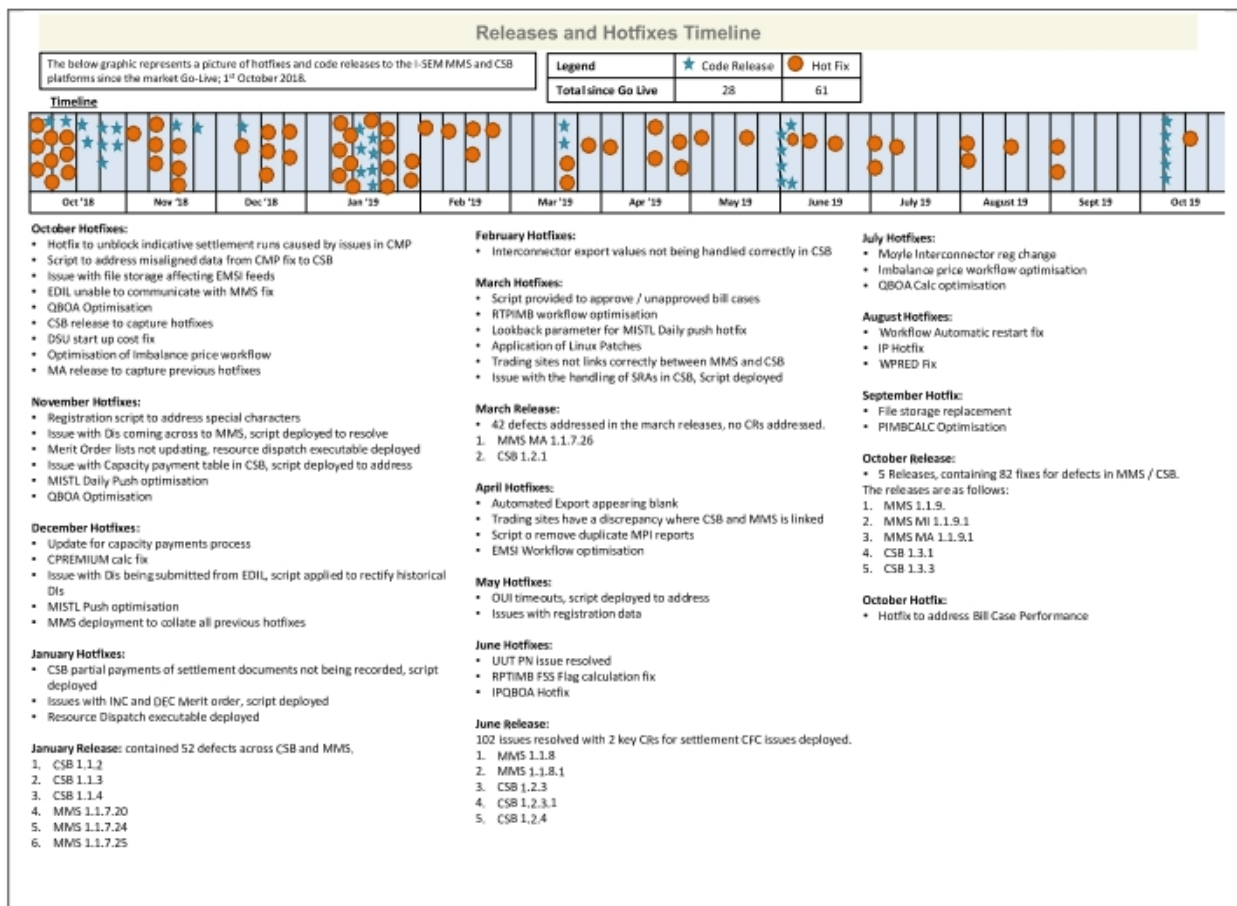 Releases and Hotfixes Timeline
The below graphic represents a picture of hotfixes and code releases to the I-SEM MMS and CSB
platforms since the market Go-Live; 1st October 2018.
Legend
Code Release
Hot Fix
Total since Go Live
28
61
Timeline
Oct '18
Nov '18
Dec '18
Jan '19
Feb '19
Mar '19
Apr '19
May 19
June 19
July 19
August 19
Sept 19
Oct 19
October Hotfixes:
• Hotfix to unblock indicative settlement runs caused by issues in CMP
• Script to address misaligned data from CMP fix to CSB
• Issue with file storage affecting EMSI feeds
• EDIL unable to communicate with MMS fix
• QBOA Optimisation
• CSB release to capture hotfixes
• DSU start up cost fix
• Optimisation of Imbalance price workflow
• MA release to capture previous hotfixes
November Hotfixes:
• Registration script to address special characters
• Issue with Dis coming across to MMS, script deployed to resolve
• Merit Order lists not updating, resource dispatch executable deployed
• Issue with Capacity payment table in CSB, script deployed to address
• MISTL Daily Push optimisation
• QBOA Optimisation
December Hotfixes:
• Update for capacity payments process
• CPREMIUM calc fix
• Issue with Dis being submitted from EDIL, script applied to rectify historical
DIs
• MISTL Push optimisation
• MMS deployment to collate all previous hotfixes
January Hotfixes:
• CSB partial payments of settlement documents not being recorded, script
deployed
• Issues with INC and DEC Merit order, script deployed
• Resource Dispatch executable deployed
January Release: contained 52 defects across CSB and MMS,
1, CSB 1,1,2
2. CSB 1.1.3
3. CSB 1.1.4
4. MMS 1.1.7.20
5. MMS 1.1.7.24
6. MMS 1.1.7.25
February Hotfixes:
• Interconnector export values not being handled correctly in CSB
March Hotfixes:
• Script provided to approve / unapproved bill cases
• RTPIMB workflow optimisation
• Lookback parameter for MISTL Daily push hotfix
• Application of Linux Patches
• Trading sites not links correctly between MMS and CSB
• Issue with the handling of SRAs in CSB, Script deployed
March Release:
• 42 defects addressed in the march releases, no CRs addressed.
1. MMS MA 1.1.7.26
2. CSB 1.2.1
April Hotfixes:
• Automated Export appearing blank
• Trading sites have a discrepancy where CSB and MMS is linked
• Script o remove duplicate MPI reports
• EMSI Workflow optimisation
May Hotfixes:
• OUI timeouts, script deployed to address
• Issues with registration data
June Hotfixes:
• UUT PN issue resolved
• RPTIMB FSS Flag calculation fix
• IPQBOA Hotfix
June Release:
102 issues resolved with 2 key CRs for settlement CFC issues deployed.
1. MMS 1.1.8
2. MMS 1.1.8.1
3. CSB 1.2.3
4, CSB 1,2,3,1
5, CSB 1,2,4
July Hotfixes:
• Moyle Interconnector reg change
• Imbalance price workflow optimisation
• QBOA Calc optimisation
August Hotfixes:
• Workflow Automatic restart fix
• IP Hotfix
• WPRED Fix
September Hotfix:
• File storage replacement
• PIMBCALC Optimisation
October Release:
• 5 Releases, containing 82 fixes for defects in MMS / CSB.
The releases are as follows:
1. MMS 1.1.9.
2. MMS MI 1.1.9.1
3. MMS MA 1.1.9.1
4. CSB 1.3.1
5. CSB 1.3.3
October Hotfix:
• Hotfix to address Bill Case Performance